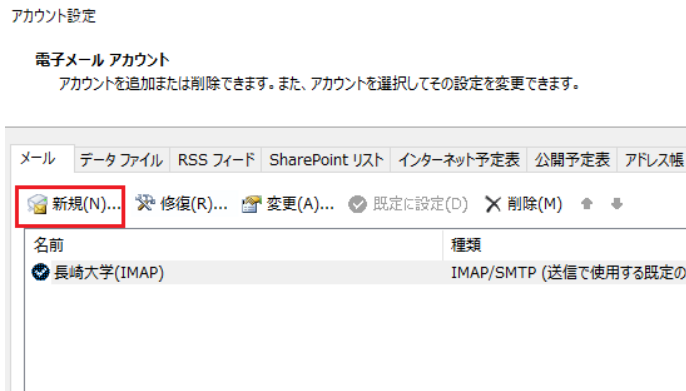 アカウント設定
電子メール アカウント
アカウントを追加または削除できます。また、アカウントを選択してその設定を変更できます。
メール データ ファイル RSS フィード SharePoint リスト インターネット予定表 公開予定表 アドレス帳
新規(N)... 修復(R)... 変更(A)... 既定に設定(D) 削除(M)
名前 種類
長崎大学(IMAP) IMAP/SMTP (送信で使用する既定の